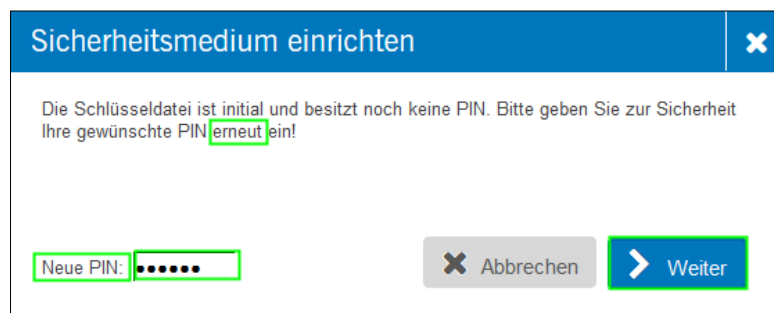 Sicherheitsmedium einrichten
Die Schlüsseldatei ist initial und besitzt noch keine PIN. Bitte geben Sie zur Sicherheit
Ihre gewünschte PIN erneut ein!
Neue PIN: ●●●●●●
Abbrechen
Weiter